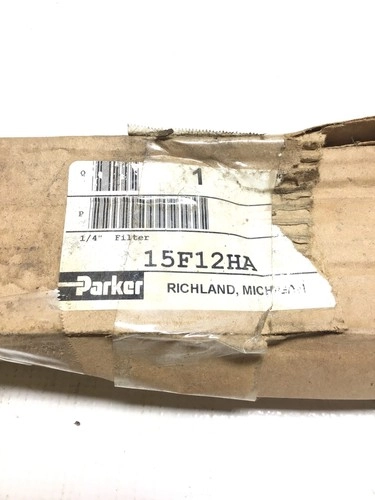 Q 1
P
1/4" Filter
15F12HA
Parker RICHLAND, MICHIGAN